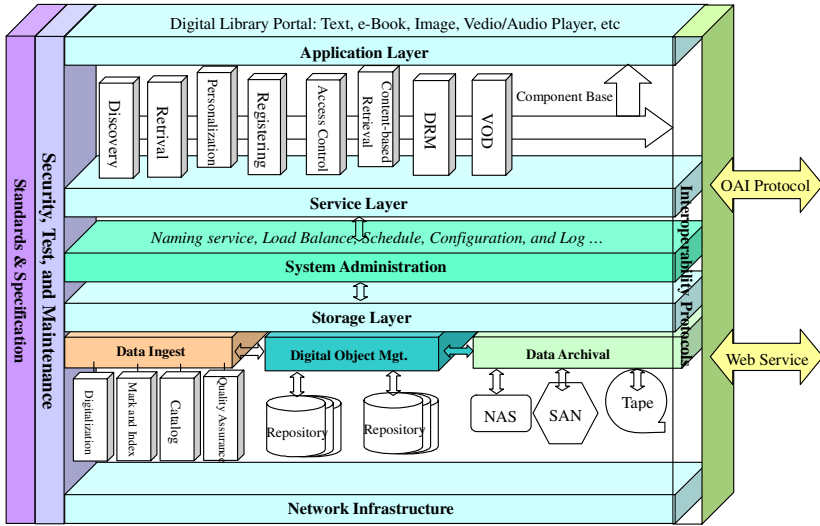 Digital Library Portal: Text, e-Book, Image, Vedio/Audio Player, etc
Application Layer
Discovery
Retrival
Personalization
Registering
Access Control
Content-based
Retrieval
DRM
VOD
Component Base
Service Layer
Naming service, Load Balance, Schedule, Configuration, and Log …
System Administration
Storage Layer
Data Ingest
Digital Object Mgt.
Data Archival
Digitalization
Mark and Index
Catalog
Quality Assurance
Repository
Repository
NAS
SAN
Tape
Network Infrastructure
Standards & Specification
Security, Test, and Maintenance
Interoperability Protocols
OAI Protocol
Web Service